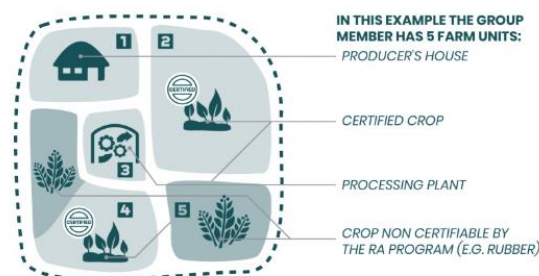 IN THIS EXAMPLE THE GROUP
MEMBER HAS 5 FARM UNITS:
PRODUCER'S HOUSE
CERTIFIED CROP
PROCESSING PLANT
CROP NON CERTIFIABLE BY
THE RA PROGRAM (E.G. RUBBER)
1
2
CERTIFIED
3
4
CERTIFIED
5